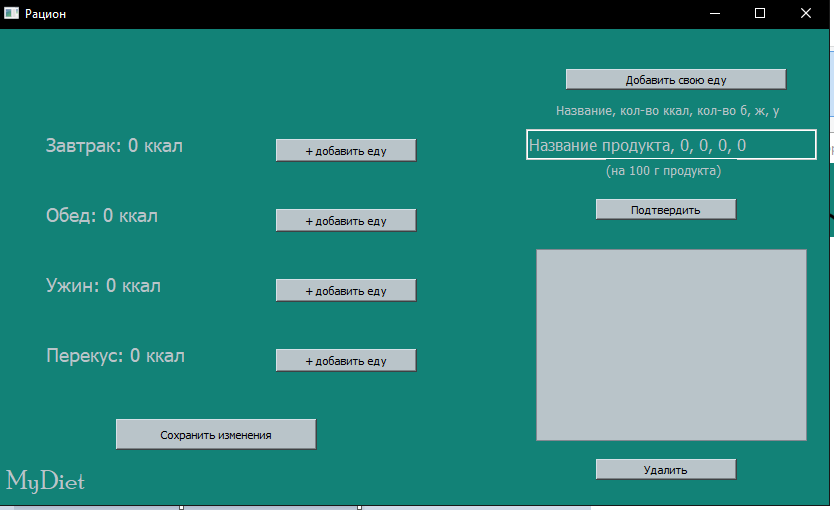 Рацион
Добавить свою еду
Название, кол-во ккал, кол-во б, ж, у
Название продукта, 0, 0, 0, 0
(на 100 г продукта)
Подтвердить
Завтрак: 0 ккал
+ добавить еду
Обед: 0 ккал
+ добавить еду
Ужин: 0 ккал
+ добавить еду
Перекус: 0 ккал
+ добавить еду
Сохранить изменения
Удалить
MyDiet